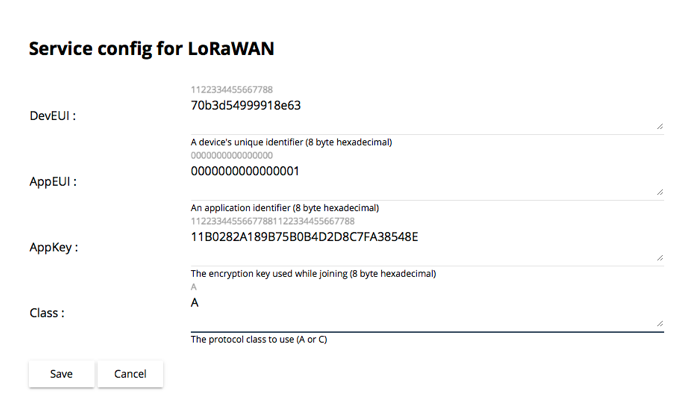 Service config for LoRaWAN
1122334455667788
DevEUI :
70b3d54999918e63
A device's unique identifier (8 byte hexadecimal)
0000000000000000
AppEUI :
0000000000000001
An application identifier (8 byte hexadecimal)
11223344556677881122334455667788
AppKey :
11B0282A189B75B0B4D2D8C7FA38548E
The encryption key used while joining (8 byte hexadecimal)
A
Class :
A
The protocol class to use (A or C)
Save Cancel